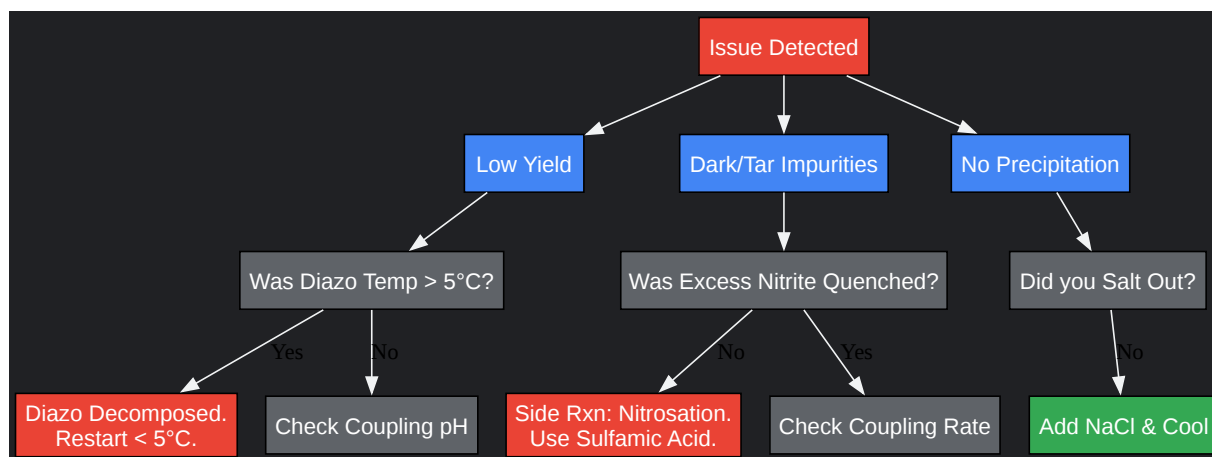 Issue Detected
Low Yield
Dark/Tar Impurities
No Precipitation
Was Diazo Temp > 5°C?
Was Excess Nitrite Quenched?
Did you Salt Out?
Yes
No
No
Yes
No
Diazo Decomposed.
Restart < 5°C.
Check Coupling pH
Side Rxn: Nitrosation.
Use Sulfamic Acid.
Check Coupling Rate
Add NaCl & Cool